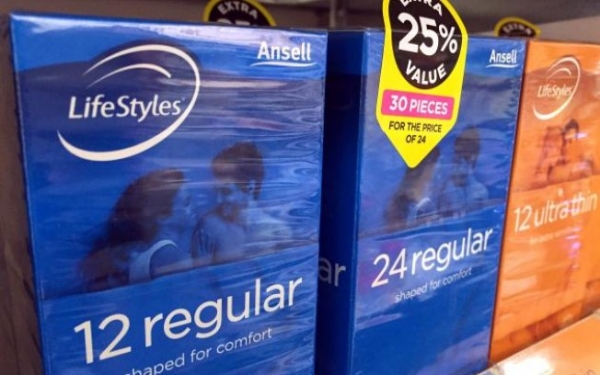 Ansell
LifeStyles
12 regular
shaped for comfort
EXTRA
25%
VALUE
30 PIECES
FOR THE PRICE
OF 24
Ansell
24 regular
shaped for comfort
ar
EXTRA
LifeStyles
12 ultra thin